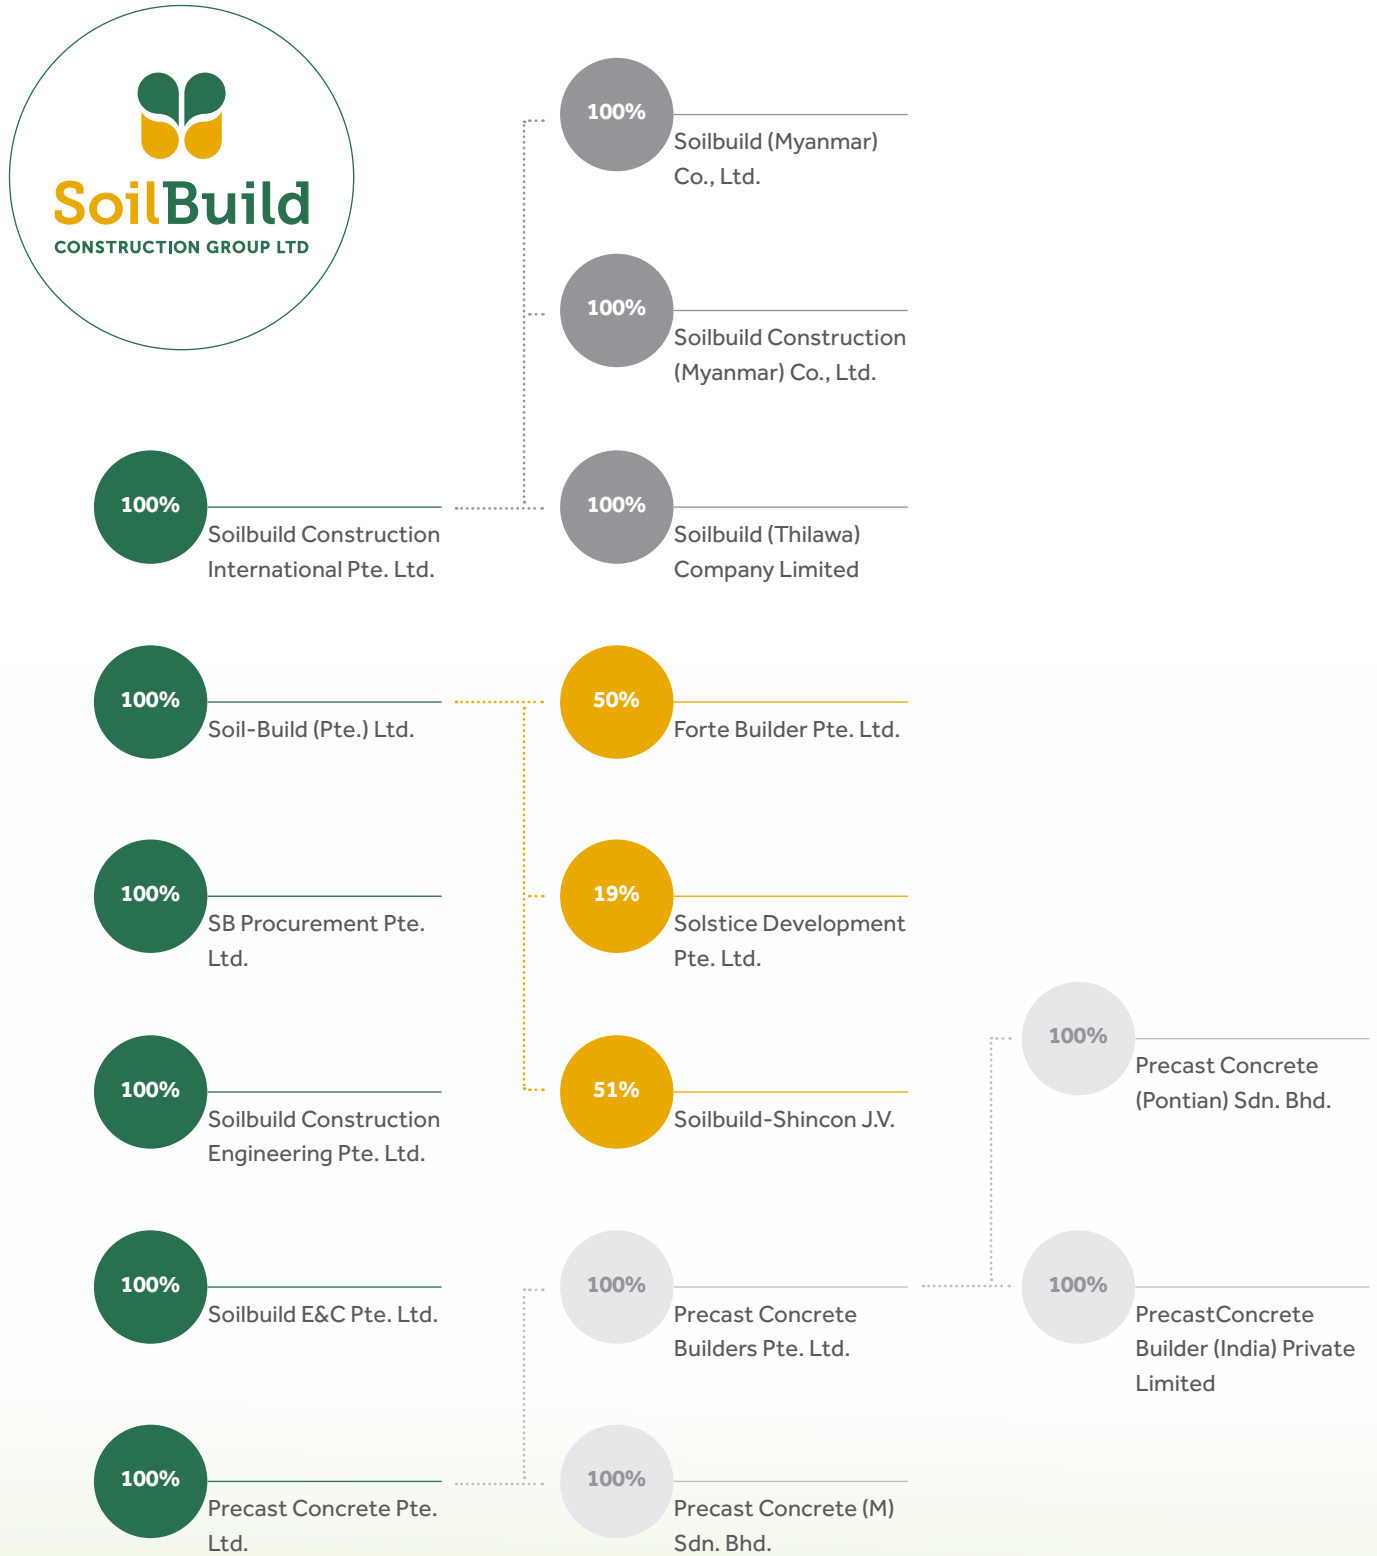 SoilBuild
CONSTRUCTION GROUP LTD
100%
Soilbuild (Myanmar)
Co., Ltd.
100%
Soilbuild Construction
(Myanmar) Co., Ltd.
100%
Soilbuild Construction
International Pte. Ltd.
100%
Soilbuild (Thilawa)
Company Limited
100%
Soil-Build (Pte.) Ltd.
50%
Forte Builder Pte. Ltd.
100%
SB Procurement Pte.
Ltd.
19%
Solstice Development
Pte. Ltd.
100%
Soilbuild Construction
Engineering Pte. Ltd.
51%
Soilbuild-Shincon J.V.
100%
Precast Concrete
(Pontian) Sdn. Bhd.
100%
Soilbuild E&C Pte. Ltd.
100%
Precast Concrete
Builders Pte. Ltd.
100%
PrecastConcrete
Builder (India) Private
Limited
100%
Precast Concrete Pte.
Ltd.
100%
Precast Concrete (M)
Sdn. Bhd.